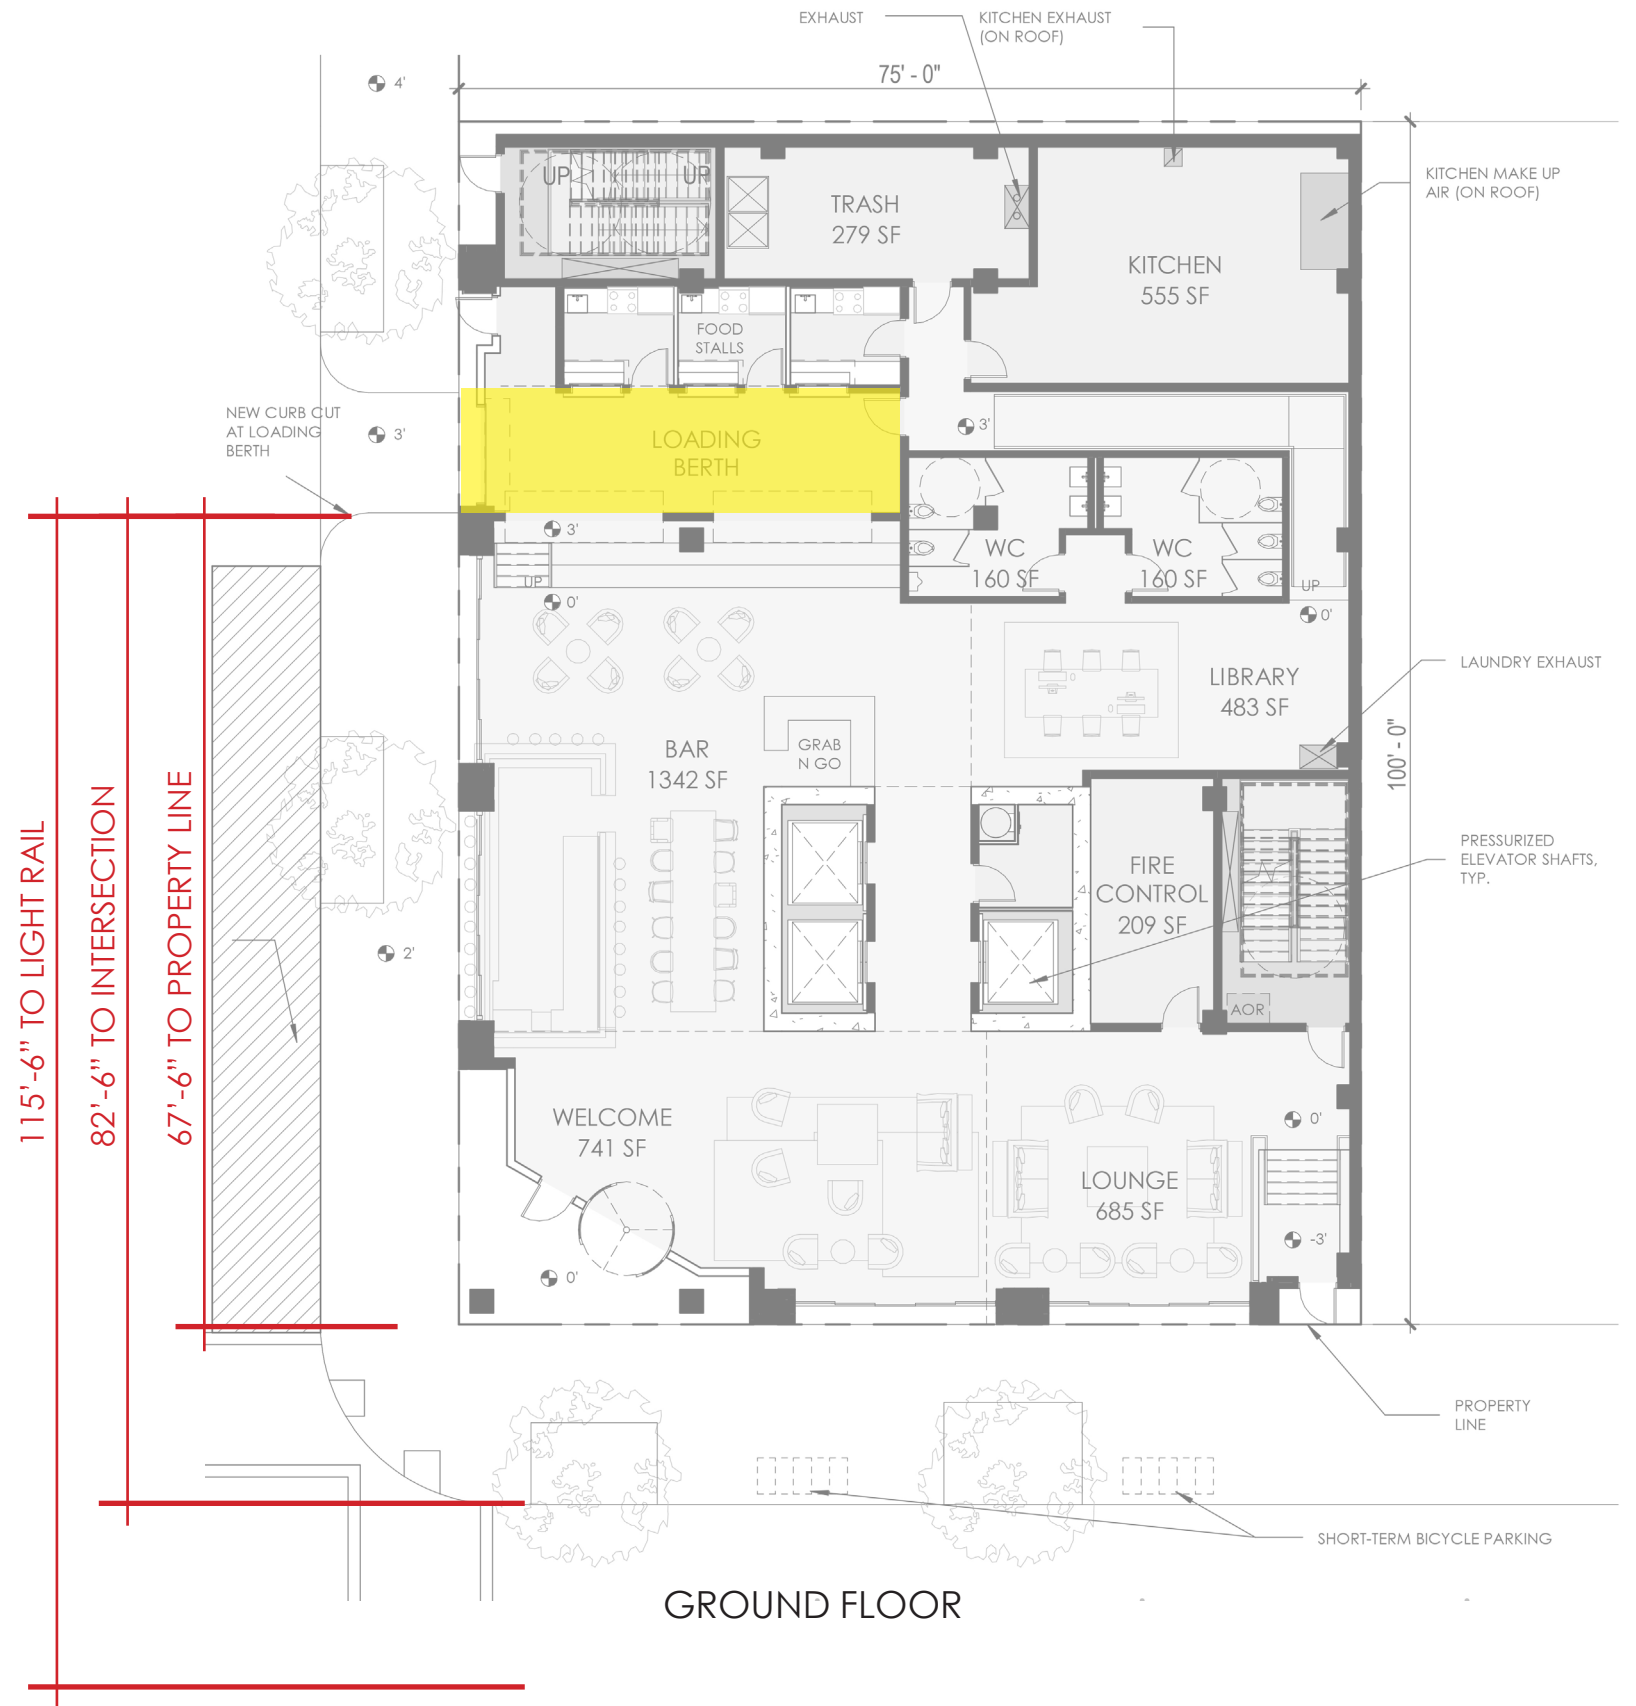 EXHAUST
KITCHEN EXHAUST
(ON ROOF)
75' - 0"
4'
KITCHEN MAKE UP
AIR (ON ROOF)
UP
UP
TRASH
279 SF
KITCHEN
555 SF
FOOD
STALLS
NEW CURB CUT
AT LOADING
BERTH
3'
LOADING
BERTH
3'
3'
WC
160 SF
WC
160 SF
UP
UP
0'
0'
LIBRARY
483 SF
LAUNDRY EXHAUST
BAR
1342 SF
GRAB
N GO
100' - 0"
PRESSURIZED
ELEVATOR SHAFTS,
TYP.
FIRE
CONTROL
209 SF
2'
AOR
115'-6" TO LIGHT RAIL
82'-6" TO INTERSECTION
67'-6" TO PROPERTY LINE
WELCOME
741 SF
0'
LOUNGE
685 SF
-3'
0'
PROPERTY
LINE
SHORT-TERM BICYCLE PARKING
GROUND FLOOR